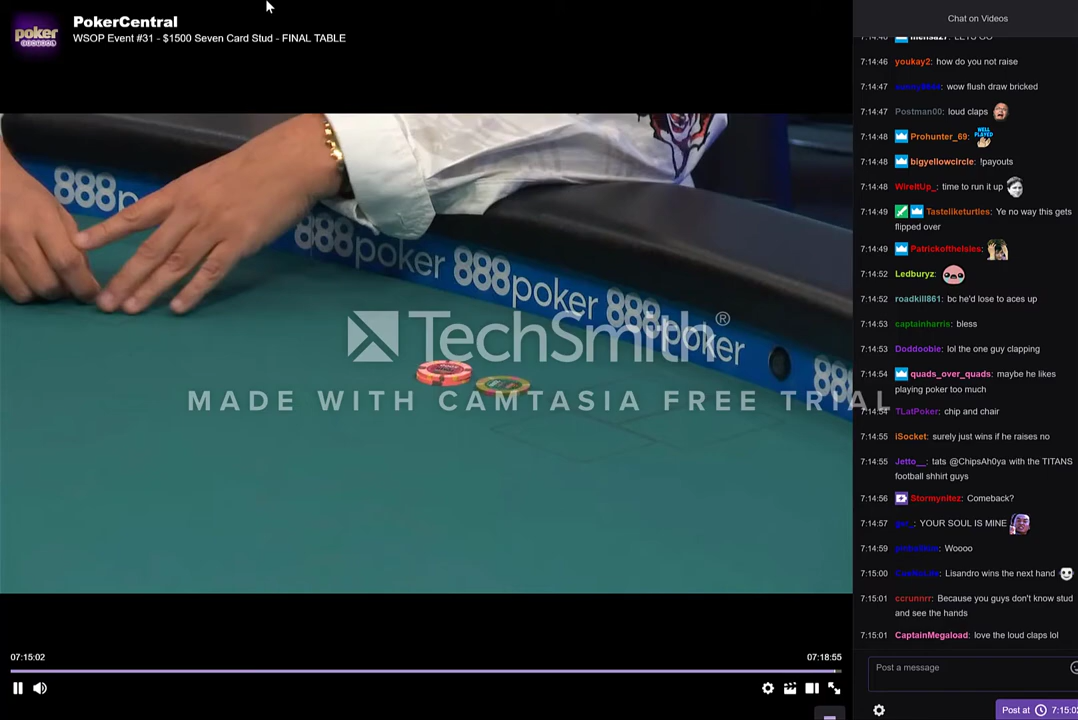 PokerCentral
WSOP Event #31 - $1500 Seven Card Stud - FINAL TABLE
poker
888p
888poker 888poker 888poker
888
TechSmith®
MADE WITH CAMTASIA FREE TRIAL
07:15:02
07:18:55
Chat on Videos
7:14:46 youkay2: how do you not raise
7:14:47 wow flush draw bricked
7:14:47 Postman00: loud claps
7:14:48 Prohunter_69: WELL PLAYED
7:14:48 bigyellowcircle: !payouts
7:14:48 WireItUp_: time to run it up
7:14:49 Tasteliketurtles: Ye no way this gets
flipped over
7:14:49 PatrickoftheIsles:
7:14:52 Ledburyz:
7:14:52 roadkill861: bc he'd lose to aces up
7:14:53 captainharris: bless
7:14:53 Doddoobie: lol the one guy clapping
7:14:54 quads_over_quads: maybe he likes
playing poker too much
7:14:54 TLatPoker: chip and chair
7:14:55 iSocket: surely just wins if he raises no
7:14:55 Jetto__: tats @ChipsAh0ya with the TITANS
football shhirt guys
7:14:56 Stormynitez: Comeback?
7:14:57 YOUR SOUL IS MINE
7:14:59 Woooo
7:15:00 Lisandro wins the next hand
7:15:01 ccrunnrr: Because you guys don't know stud
and see the hands
7:15:01 CaptainMegaload: love the loud claps lol
Post a message
Post at 7:15:02